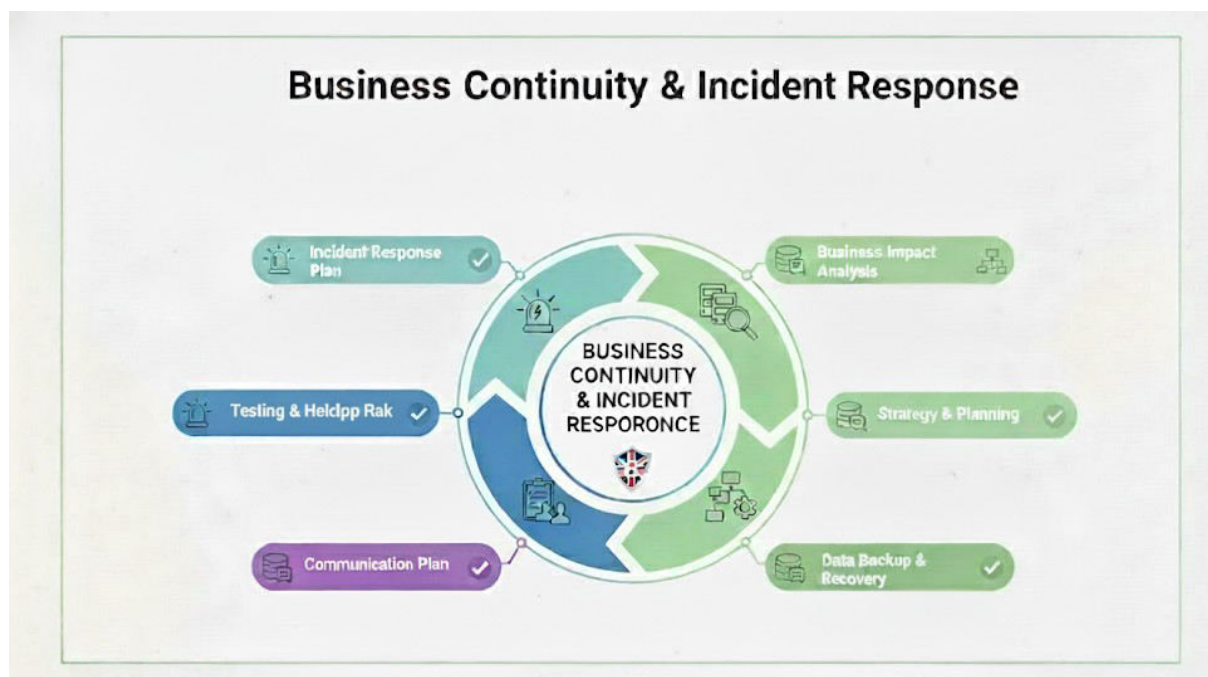 Business Continuity & Incident Response
Incident Response
Plan
Business Impact
Analysis
BUSINESS
CONTINUITY
& INCIDENT
RESPORONCE
Testing & Helclpp Rak
Strategy & Planning
Communication Plan
Data Backup &
Recovery